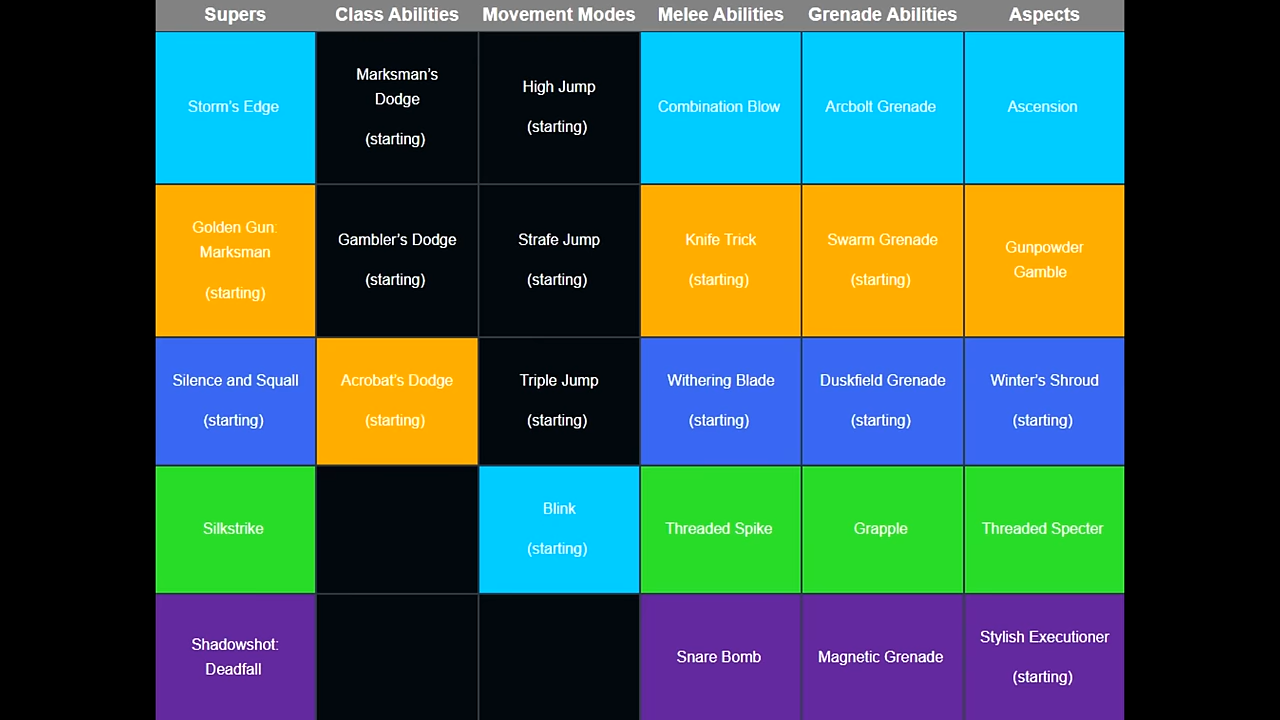 Supers
Class Abilities
Movement Modes
Melee Abilities
Grenade Abilities
Aspects
Storm's Edge
Marksman's
Dodge
(starting)
High Jump
(starting)
Combination Blow
Arcbolt Grenade
Ascension
Golden Gun:
Marksman
(starting)
Gambler's Dodge
(starting)
Strafe Jump
(starting)
Knife Trick
(starting)
Swarm Grenade
(starting)
Gunpowder
Gamble
Silence and Squall
(starting)
Acrobat's Dodge
(starting)
Triple Jump
(starting)
Withering Blade
(starting)
Duskfield Grenade
(starting)
Winter's Shroud
(starting)
Silkstrike
Blink
(starting)
Threaded Spike
Grapple
Threaded Specter
Shadowshot:
Deadfall
Snare Bomb
Magnetic Grenade
Stylish Executioner
(starting)